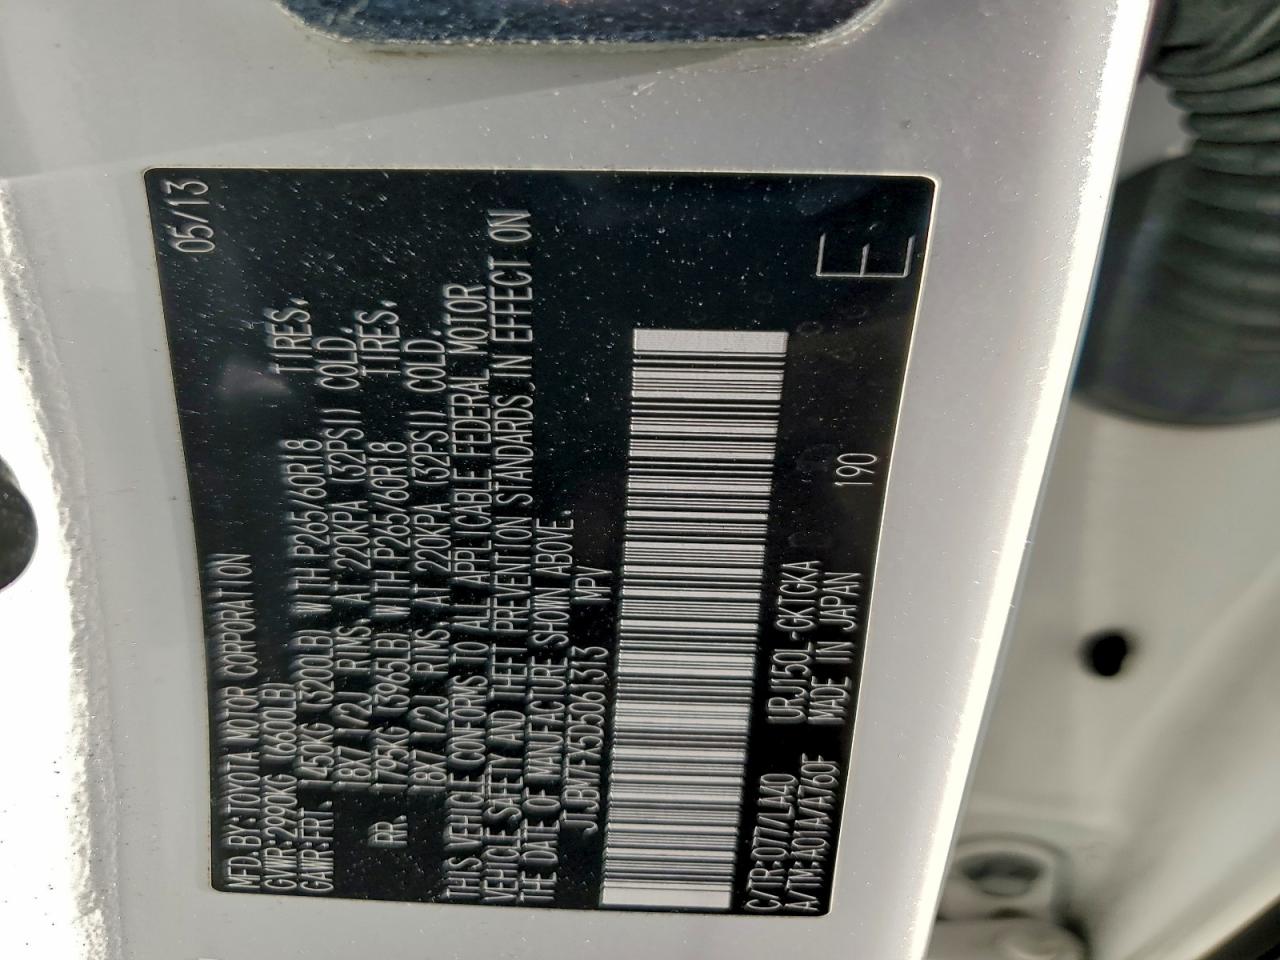 MFD. BY: TOYOTA MOTOR CORPORATION 05/13
GVWR: 2990KG (6600LB)
GAWR: FRT. 1450KG (3200LB) WITH P265/60R18 TIRES,
18X7 1/2J RIMS, AT 220KPA (32PSI) COLD.
RR. 1795KG (3965LB) WITH P265/60R18 TIRES,
18X7 1/2J RIMS, AT 220KPA (32PSI) COLD.
THIS VEHICLE CONFORMS TO ALL APPLICABLE FEDERAL MOTOR
VEHICLE SAFETY AND THEFT PREVENTION STANDARDS IN EFFECT ON
THE DATE OF MANUFACTURE SHOWN ABOVE.
JTJBM7FX5D5061313 MPV
C/TR: 077/LA40 URJ150L-GKTGKA
A/TM: A01A/A760F MADE IN JAPAN 190 E